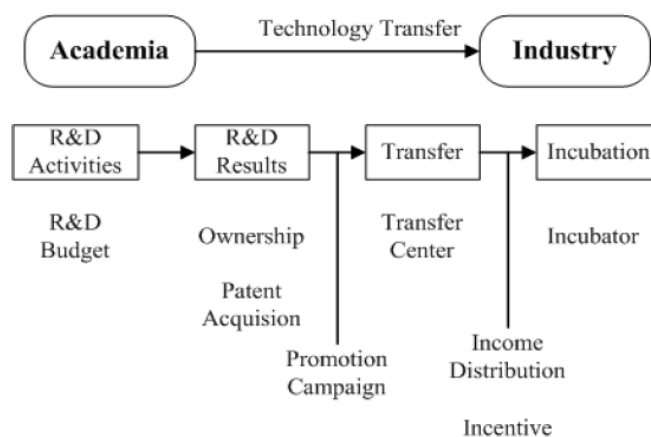 Technology Transfer
Academia
Industry
R&D
Activities
R&D
Results
Transfer
Incubation
R&D
Budget
Ownership
Transfer
Center
Incubator
Patent
Acquision
Promotion
Campaign
Income
Distribution
Incentive